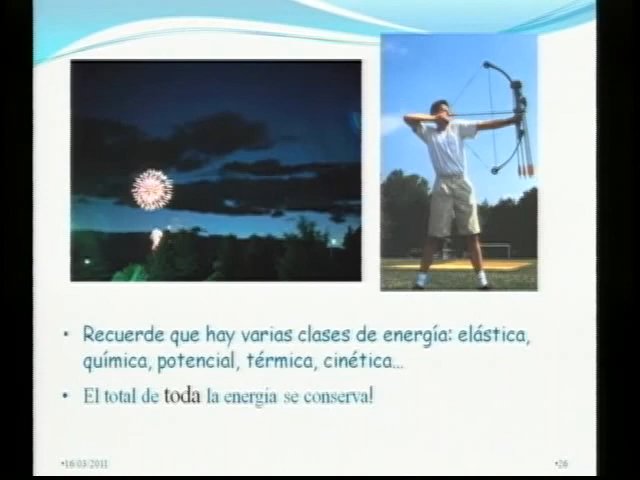 • Recuerde que hay varias clases de energía: elástica,
química, potencial, térmica, cinética...
• El total de toda la energía se conserva!
•16/03/2011
•26